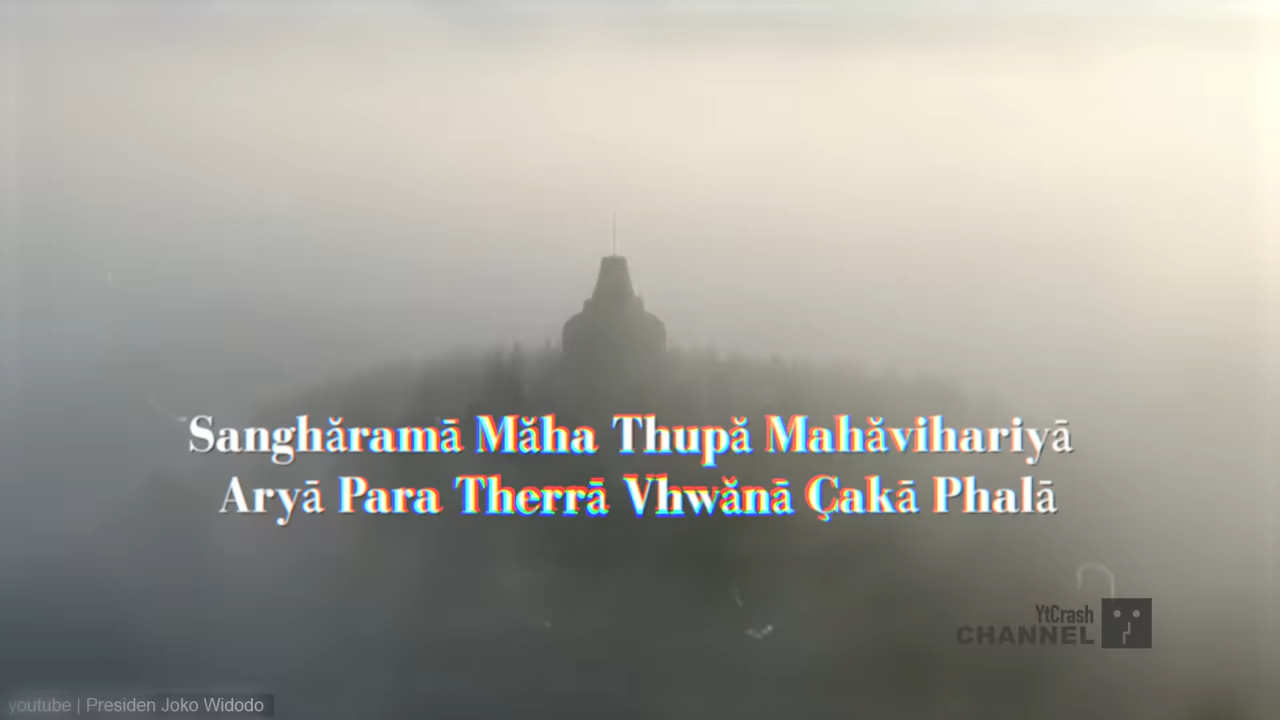 Sanghăramā Măha Thupă Mahăvihariyā
Aryā Para Therrā Vhwănā Çakā Phalā
YtCrash
CHANNEL
youtube | Presiden Joko Widodo